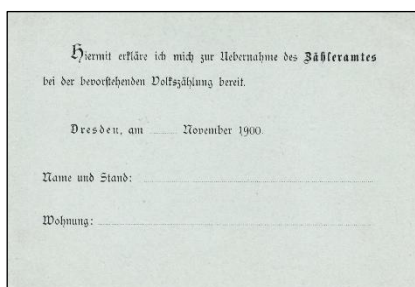 Hiermit erkläre ich mich zur Uebernahme des Zähleramtes
bei der bevorstehenden Volkszählung bereit.
Dresden, am ........ November 1900.
Name und Stand:
Wohnung: